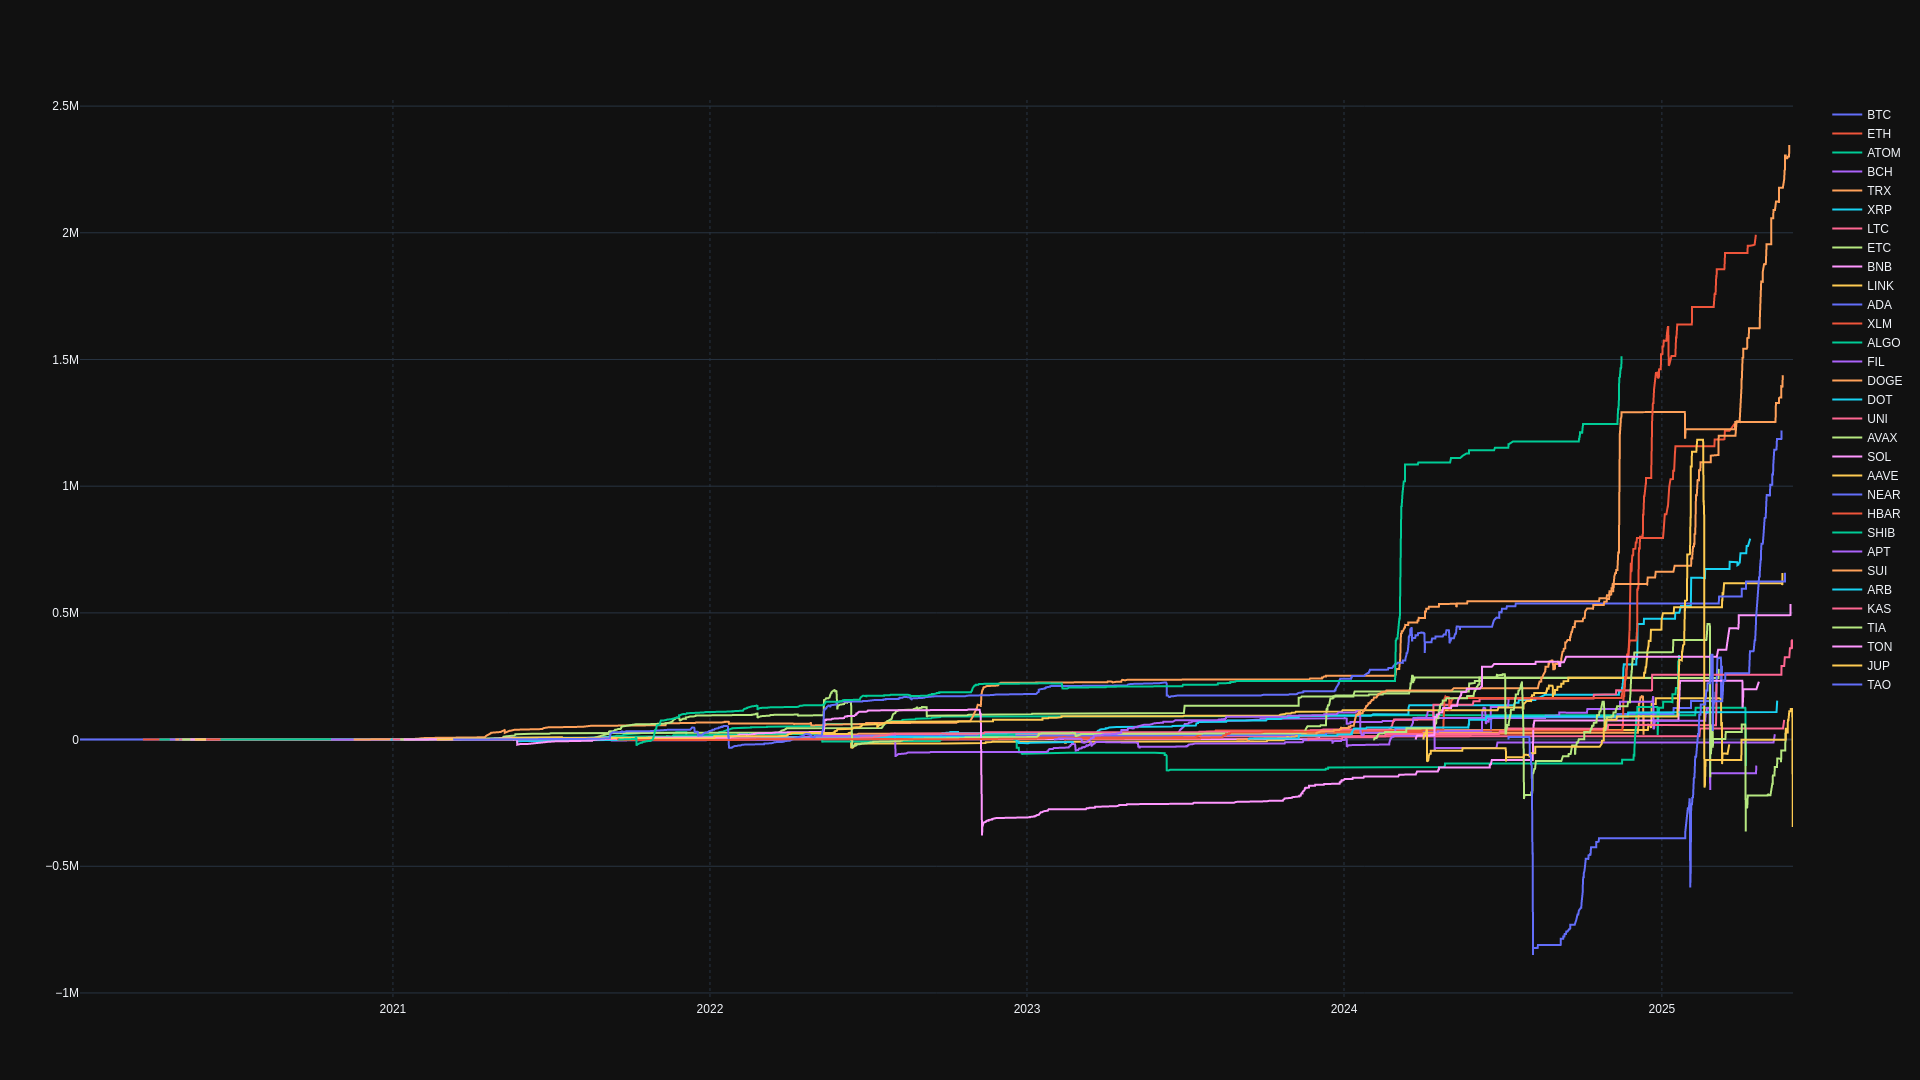 2.5M
2M
1.5M
1M
0.5M
0
−0.5M
−1M
2021
2022
2023
2024
2025
BTC
ETH
ATOM
BCH
TRX
XRP
LTC
ETC
BNB
LINK
ADA
XLM
ALGO
FIL
DOGE
DOT
UNI
AVAX
SOL
AAVE
NEAR
HBAR
SHIB
APT
SUI
ARB
KAS
TIA
TON
JUP
TAO